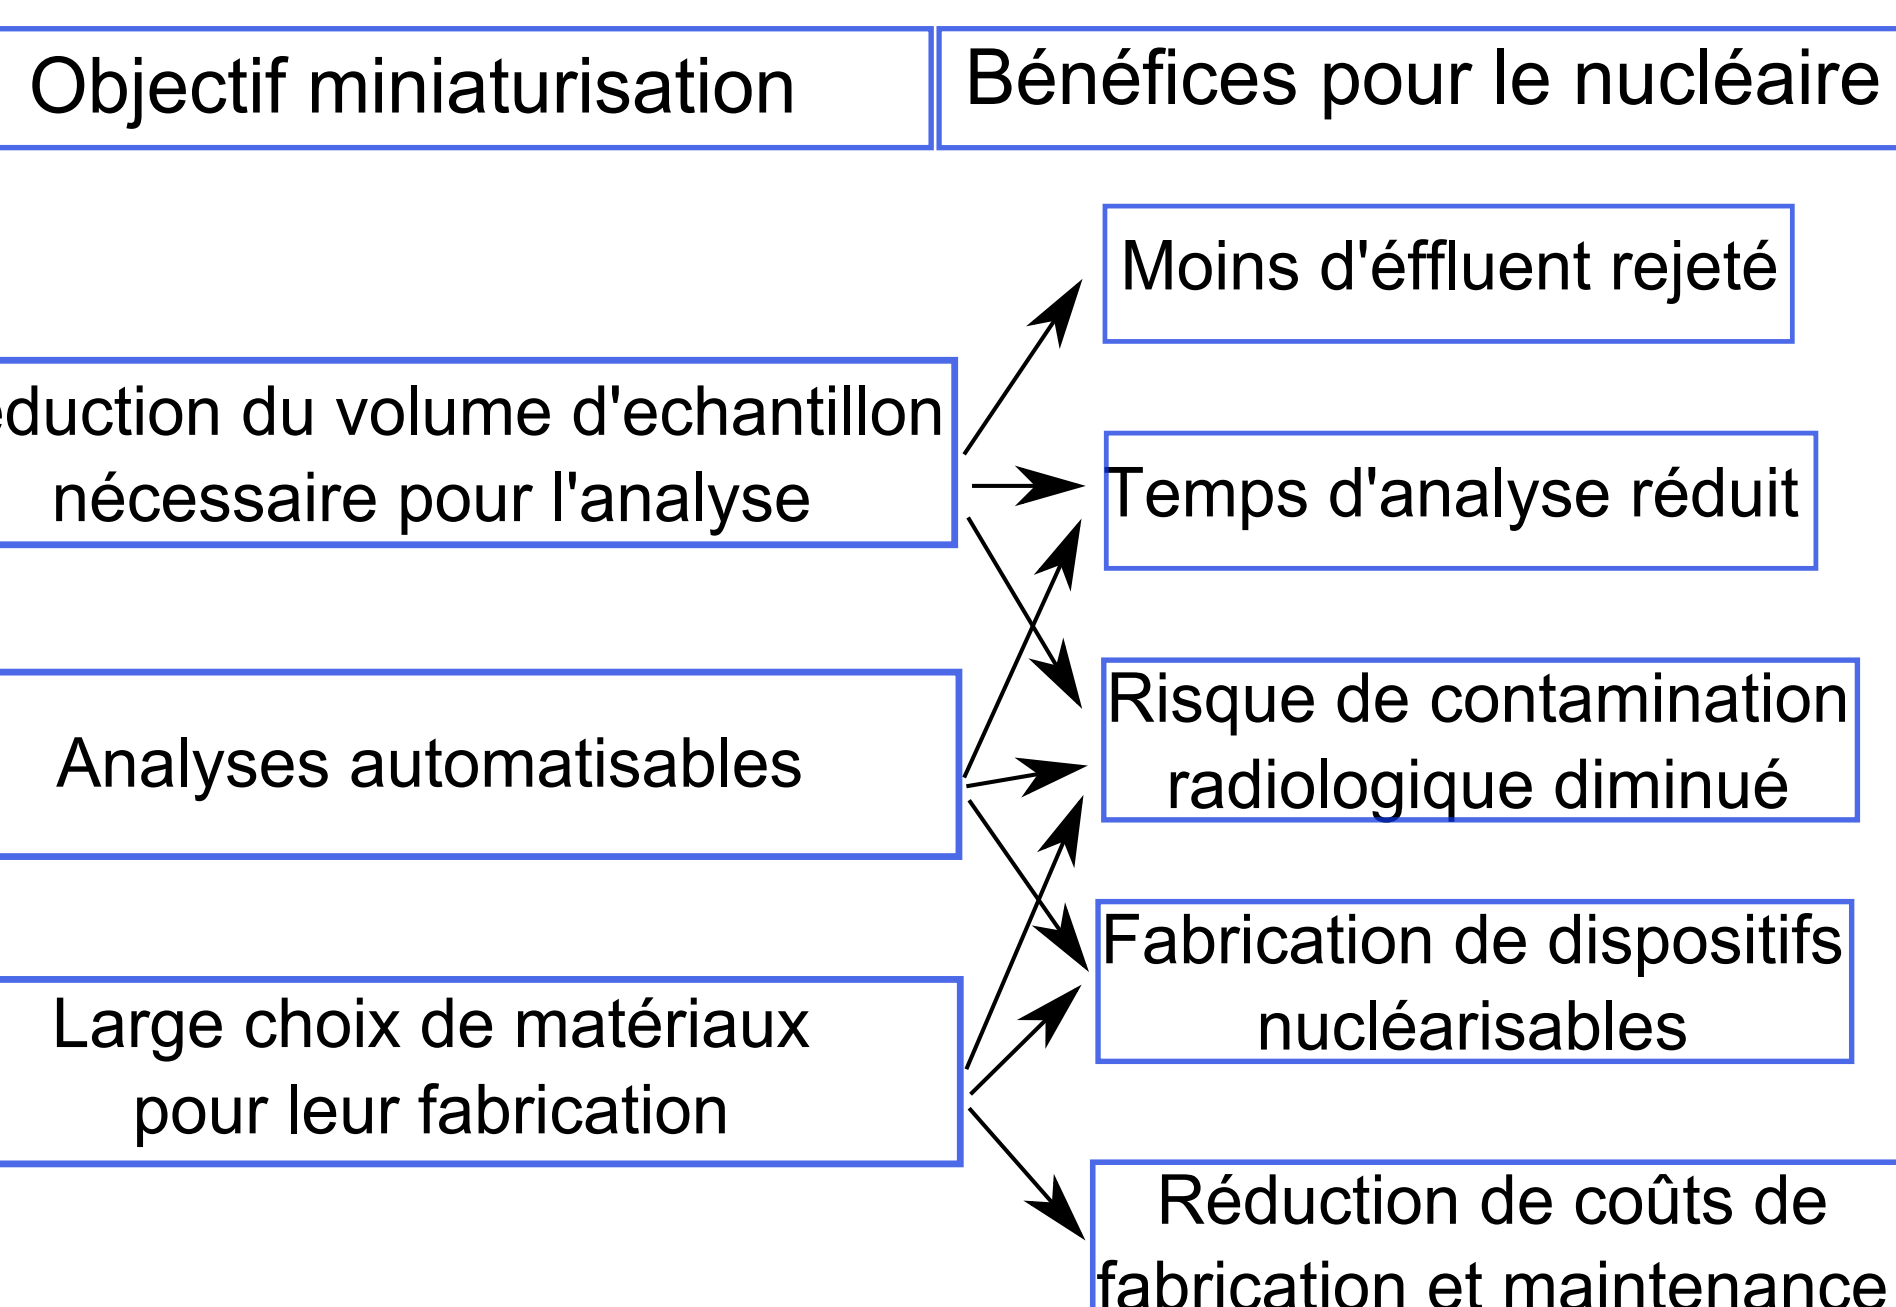 Objectif miniaturisation
Bénéfices pour le nucléaire
Moins d'éffluent rejeté
éduction du volume d'echantillon
nécessaire pour l'analyse
Temps d'analyse réduit
Analyses automatisables
Risque de contamination
radiologique diminué
Large choix de matériaux
pour leur fabrication
Fabrication de dispositifs
nucléarisables
Réduction de coûts de
fabrication et maintenance